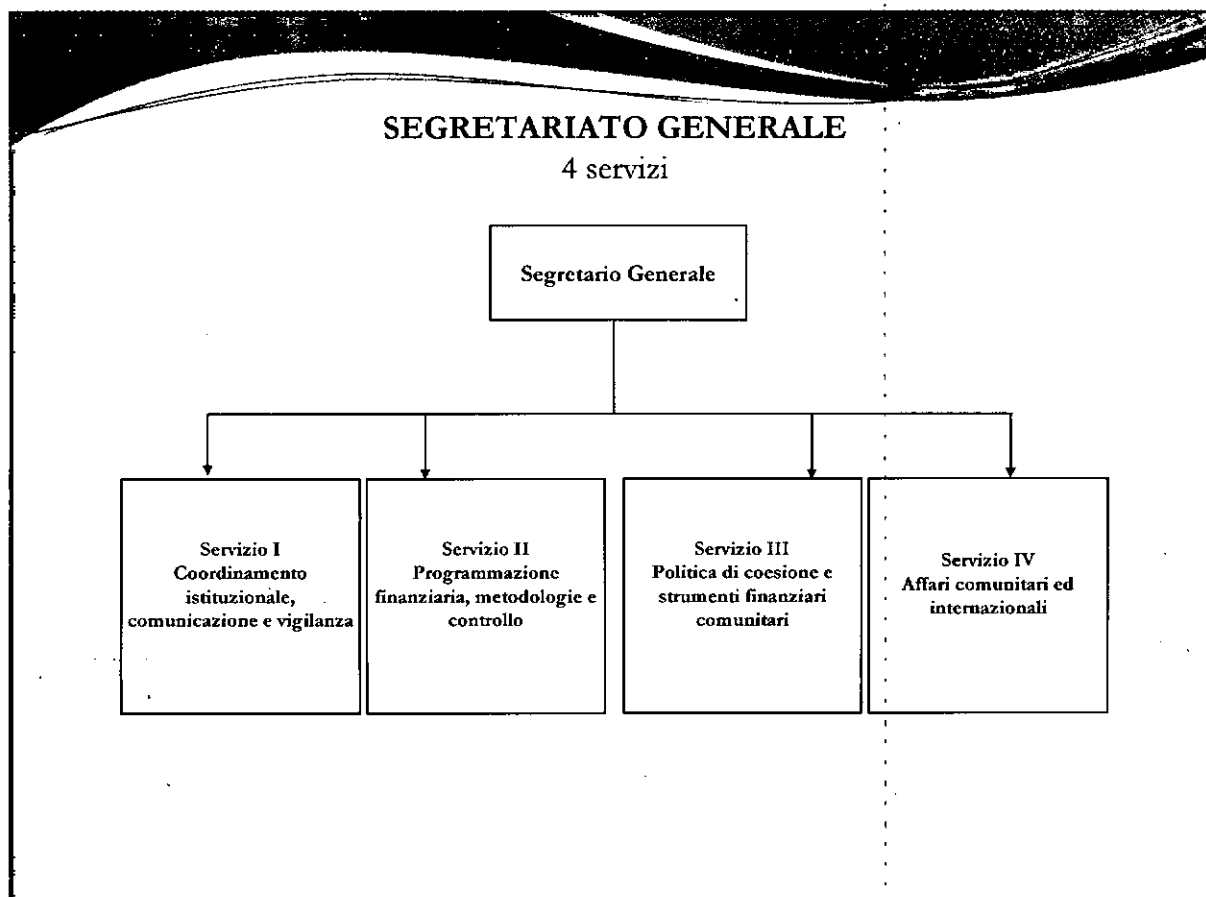 SEGRETARIATO GENERALE
4 servizi
Segretario Generale
Servizio I
Coordinamento
istituzionale,
comunicazione e vigilanza
Servizio II
Programmazione
finanziaria, metodologie e
controllo
Servizio III
Politica di coesione e
strumenti finanziari
comunitari
Servizio IV
Affari comunitari ed
internazionali